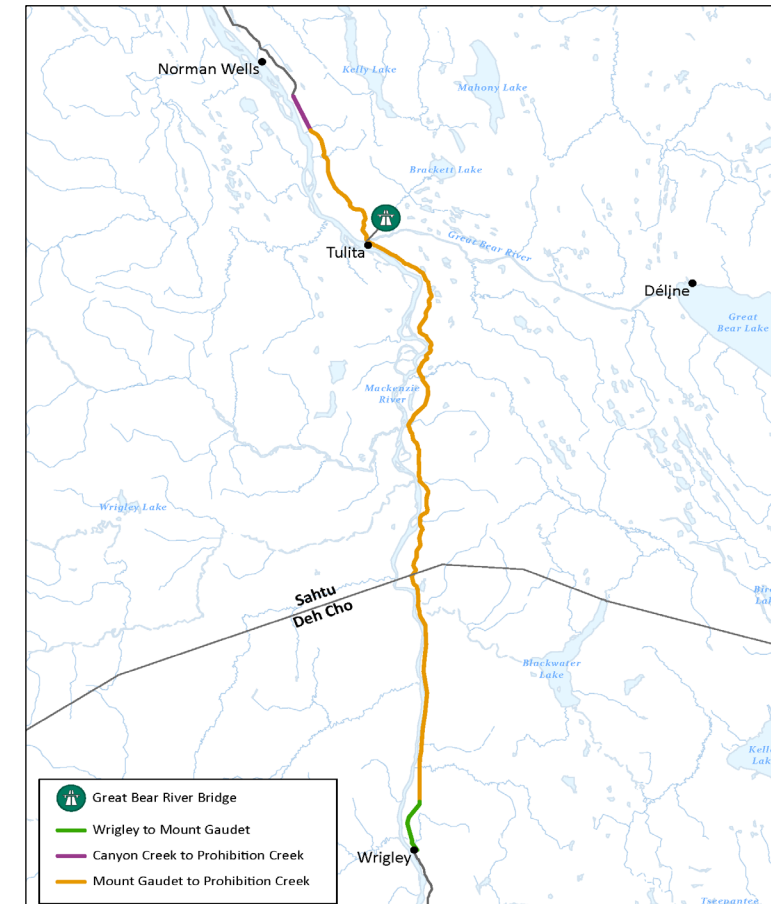 Norman Wells
Kelly Lake
Mahony Lake
Brackett Lake
Great Bear River
Tulita
Délı̨ne
Great
Bear Lake
Mackenzie
River
Wrigley Lake
Sahtu
Deh Cho
Blackwater
Lake
Wrigley
Great Bear River Bridge
Wrigley to Mount Gaudet
Canyon Creek to Prohibition Creek
Mount Gaudet to Prohibition Creek